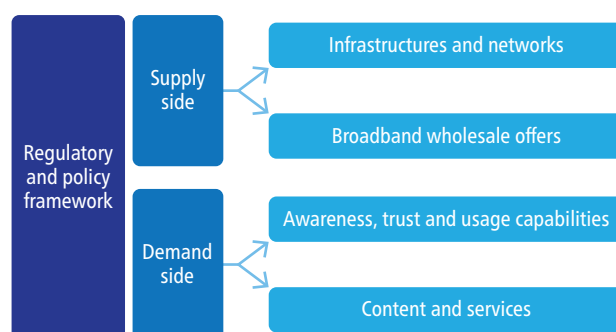 Regulatory
and policy
framework
Supply
side
Infrastructures and networks
Broadband wholesale offers
Demand
side
Awareness, trust and usage capabilities
Content and services